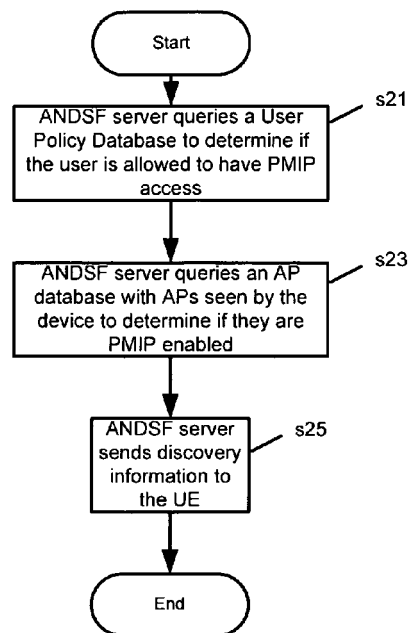 Start
s21
ANDSF server queries a User
Policy Database to determine if
the user is allowed to have PMIP
access
s23
ANDSF server queries an AP
database with APs seen by the
device to determine if they are
PMIP enabled
s25
ANDSF server
sends discovery
information to
the UE
End